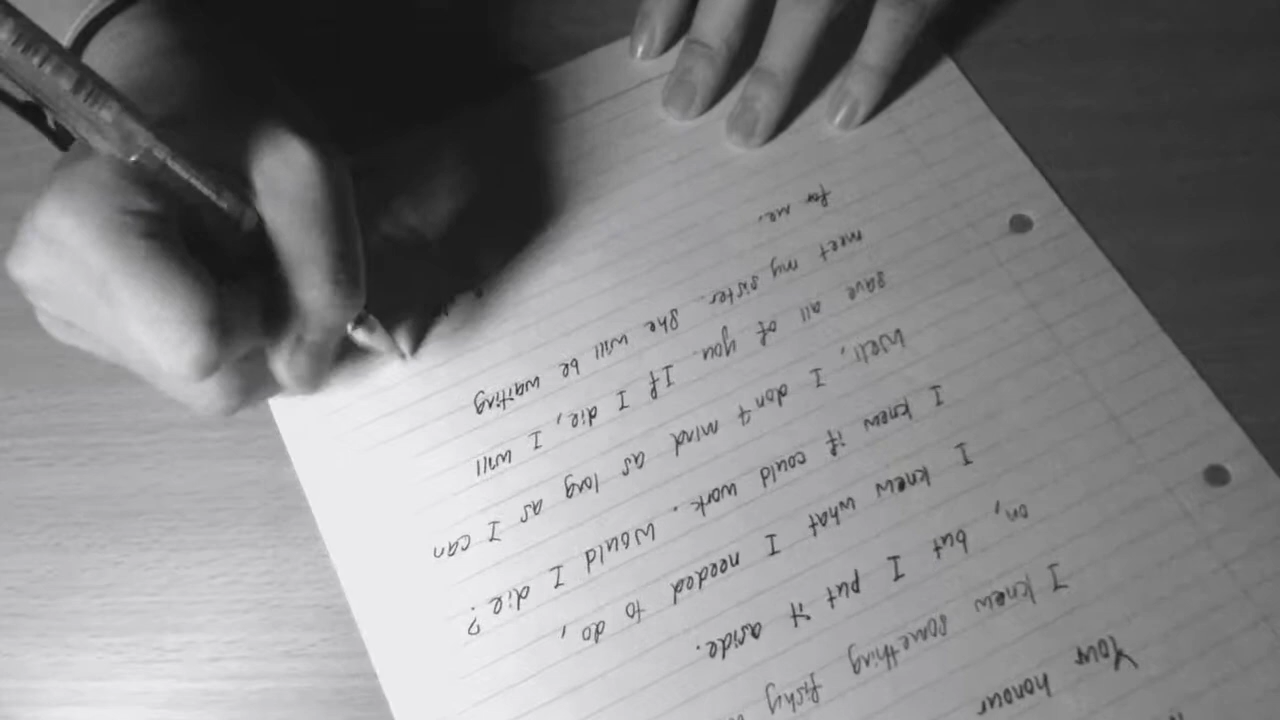 Your honour
I knew something fishy
on, but I put it aside.
I knew what I needed to do,
I knew if could work. Would I die?
Well, I don't mind as long as I can
save all of you. If I die, I will
meet my sister. She will be waiting
for me.